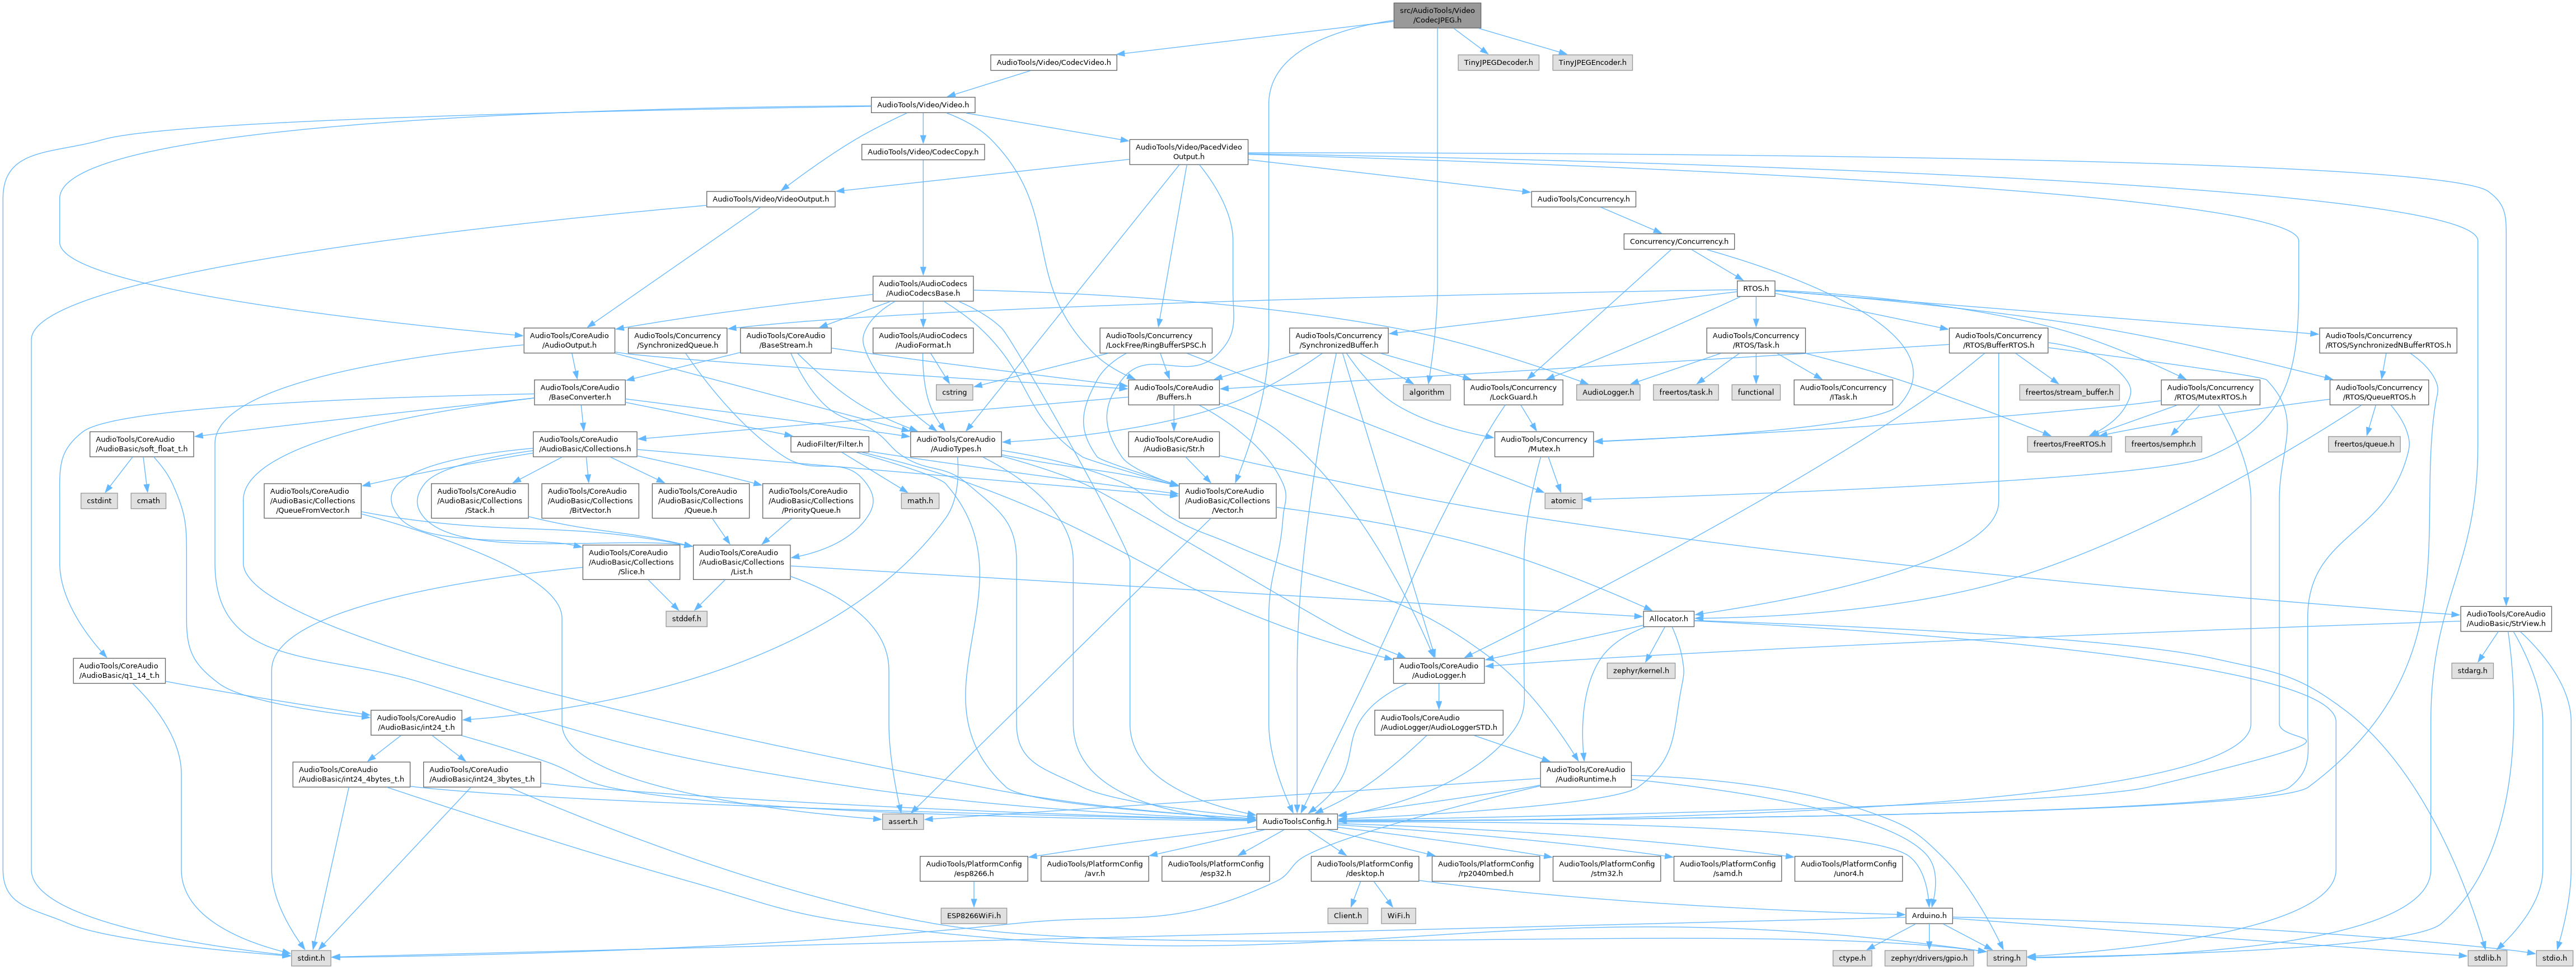 src/AudioTools/Video
/CodecJPEG.h
AudioTools/Video/CodecVideo.h
TinyJPEGDecoder.h
TinyJPEGEncoder.h
AudioTools/Video/Video.h
AudioTools/Video/CodecCopy.h
AudioTools/Video/PacedVideo
Output.h
AudioTools/Video/VideoOutput.h
AudioTools/Concurrency.h
Concurrency/Concurrency.h
AudioTools/AudioCodecs
/AudioCodecsBase.h
RTOS.h
AudioTools/CoreAudio
/AudioOutput.h
AudioTools/Concurrency
/SynchronizedQueue.h
AudioTools/CoreAudio
/BaseStream.h
AudioTools/AudioCodecs
/AudioFormat.h
AudioTools/Concurrency
/LockFree/RingBufferSPSC.h
AudioTools/Concurrency
/SynchronizedBuffer.h
AudioTools/Concurrency
/RTOS/Task.h
AudioTools/Concurrency
/RTOS/BufferRTOS.h
AudioTools/Concurrency
/RTOS/SynchronizedNBufferRTOS.h
AudioTools/CoreAudio
/BaseConverter.h
cstring
AudioTools/CoreAudio
/Buffers.h
algorithm
AudioTools/Concurrency
/LockGuard.h
AudioLogger.h
freertos/task.h
functional
AudioTools/Concurrency
/ITask.h
freertos/stream_buffer.h
AudioTools/Concurrency
/RTOS/MutexRTOS.h
AudioTools/Concurrency
/RTOS/QueueRTOS.h
AudioTools/CoreAudio
/AudioBasic/soft_float_t.h
AudioTools/CoreAudio
/AudioBasic/Collections.h
AudioFilter/Filter.h
AudioTools/CoreAudio
/AudioTypes.h
AudioTools/CoreAudio
/AudioBasic/Str.h
AudioTools/Concurrency
/Mutex.h
freertos/FreeRTOS.h
freertos/semphr.h
freertos/queue.h
cstdint
cmath
AudioTools/CoreAudio
/AudioBasic/Collections
/QueueFromVector.h
AudioTools/CoreAudio
/AudioBasic/Collections
/Stack.h
AudioTools/CoreAudio
/AudioBasic/Collections
/BitVector.h
AudioTools/CoreAudio
/AudioBasic/Collections
/Queue.h
AudioTools/CoreAudio
/AudioBasic/Collections
/PriorityQueue.h
math.h
AudioTools/CoreAudio
/AudioBasic/Collections
/Vector.h
atomic
AudioTools/CoreAudio
/AudioBasic/Collections
/Slice.h
AudioTools/CoreAudio
/AudioBasic/Collections
/List.h
stddef.h
Allocator.h
AudioTools/CoreAudio
/AudioBasic/StrView.h
AudioTools/CoreAudio
/AudioBasic/q1_14_t.h
AudioTools/CoreAudio
/AudioLogger.h
zephyr/kernel.h
stdarg.h
AudioTools/CoreAudio
/AudioBasic/int24_t.h
AudioTools/CoreAudio
/AudioLogger/AudioLoggerSTD.h
AudioTools/CoreAudio
/AudioBasic/int24_4bytes_t.h
AudioTools/CoreAudio
/AudioBasic/int24_3bytes_t.h
AudioTools/CoreAudio
/AudioRuntime.h
assert.h
AudioToolsConfig.h
AudioTools/PlatformConfig
/esp8266.h
AudioTools/PlatformConfig
/avr.h
AudioTools/PlatformConfig
/esp32.h
AudioTools/PlatformConfig
/desktop.h
AudioTools/PlatformConfig
/rp2040mbed.h
AudioTools/PlatformConfig
/stm32.h
AudioTools/PlatformConfig
/samd.h
AudioTools/PlatformConfig
/unor4.h
ESP8266WiFi.h
Client.h
WiFi.h
Arduino.h
stdint.h
ctype.h
zephyr/drivers/gpio.h
string.h
stdlib.h
stdio.h